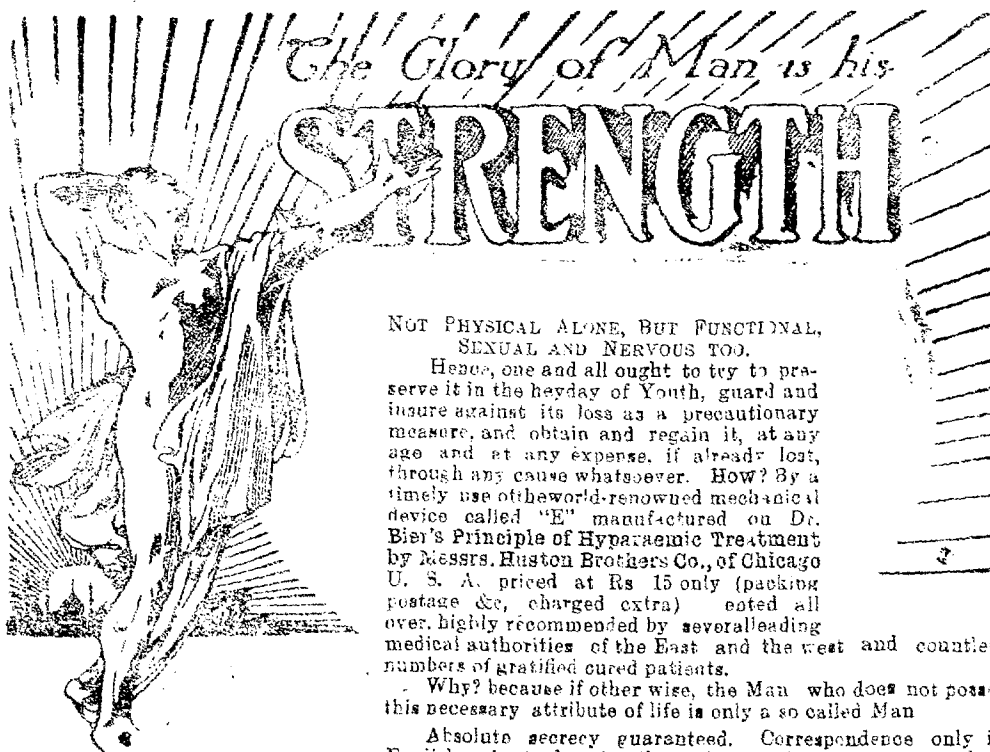 The Glory of Man is his
STRENGTH
NOT PHYSICAL ALONE, BUT FUNCTIONAL,
SEXUAL AND NERVOUS TOO.
Hence, one and all ought to try to pre-
serve it in the heyday of Youth, guard and
insure against its loss as a precautionary
measure, and obtain and regain it, at any
age and at any expense, if already lost,
through any cause whatsoever. How? By a
timely use oftheworld-renowned mechanical
device called "E" manufactured on Dr.
Bier's Principle of Hyparaemic Treatment
by Messrs. Huston Brothers Co., of Chicago
U. S. A. priced at Rs 15 only (packing
postage &c, charged extra) all
over, highly recommended by severalleading
medical authorities of the East and the west and
numbers of gratified cured patients.
Why? because if other wise, the Man who does not
this necessary attribute of life is only a so called Man
Absolute secrecy guaranteed. Correspondence only